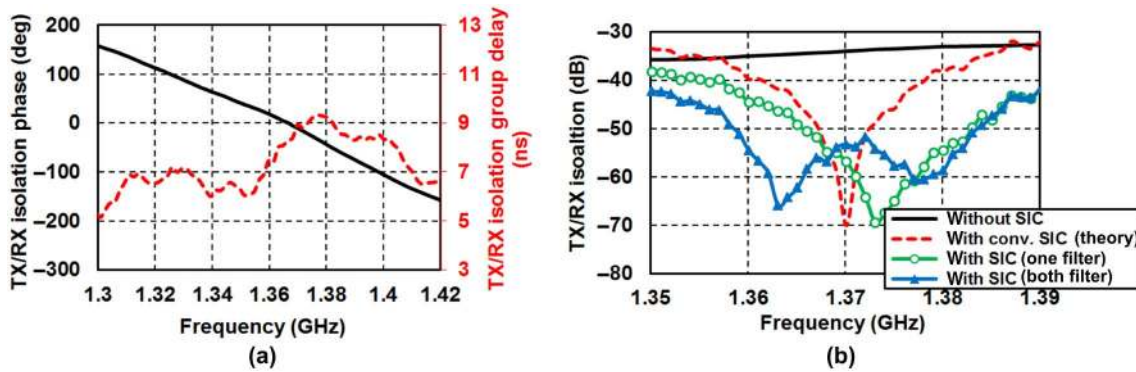 TX/RX isolation phase (deg)
200
100
0
–100
–200
–300
13
11
9
7
5
3
TX/RX isolation group delay
(ns)
1.3
1.32
1.34
1.36
1.38
1.4
1.42
Frequency (GHz)
(a)
TX/RX isoaltion (dB)
–30
–40
–50
–60
–70
–80
Without SIC
With conv. SIC (theory)
With SIC (one filter)
With SIC (both filter)
1.35
1.36
1.37
1.38
1.39
Frequency (GHz)
(b)